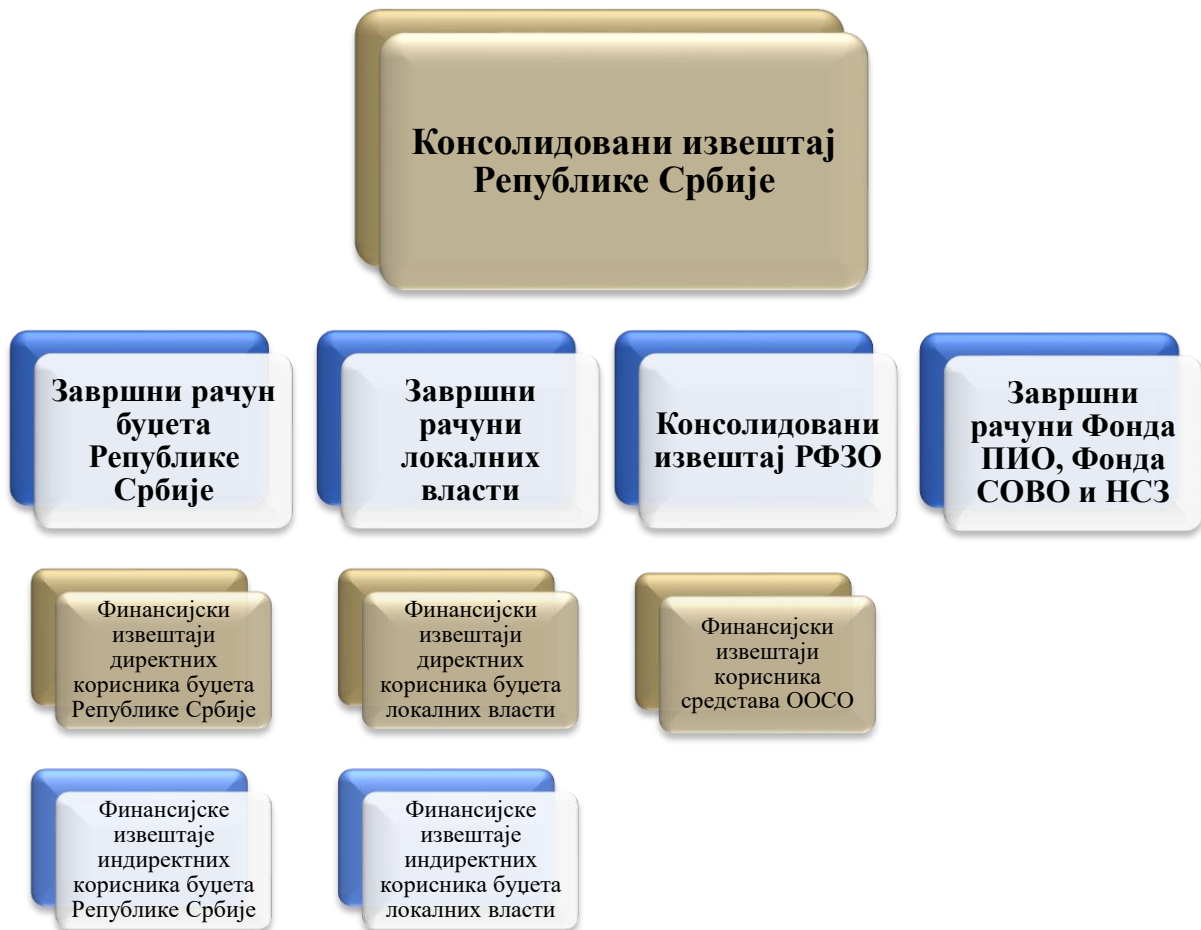 Консолидовани извештај
Републике Србије
Завршни рачун
буџета
Републике
Србије
Завршни
рачуни
локалних
власти
Консолидовани
извештај РФЗО
Завршни
рачуни Фонда
ПИО, Фонда
СОВО и НСЗ
Финансијски
извештаји
директних
корисника буџета
Републике Србије
Финансијски
извештаји
директних
корисника буџета
локалних власти
Финансијски
извештаји
корисника
средстава ООСО
Финансијске
извештаје
индиректних
корисника буџета
Републике Србије
Финансијске
извештаје
индиректних
корисника буџета
локалних власти